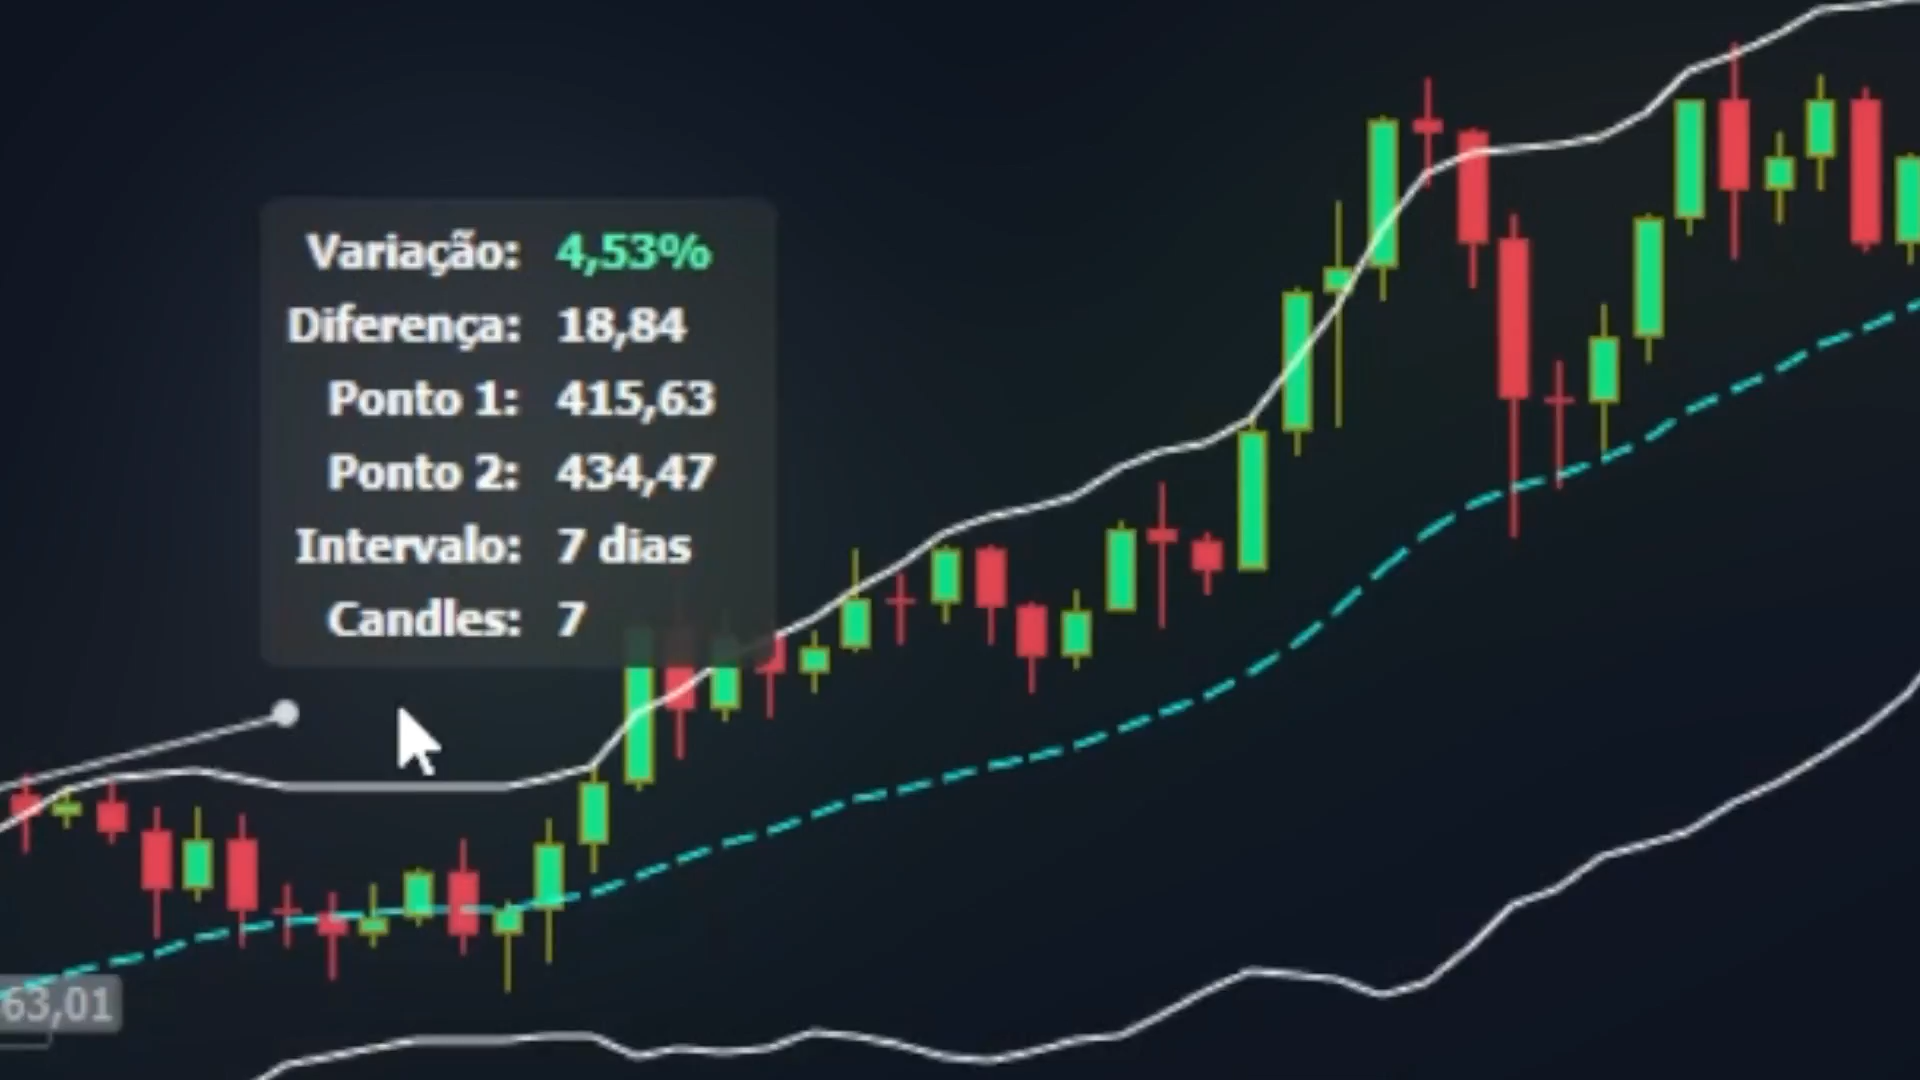 Variação: 4,53%
Diferença: 18,84
Ponto 1: 415,63
Ponto 2: 434,47
Intervalo: 7 dias
Candles: 7
63,01